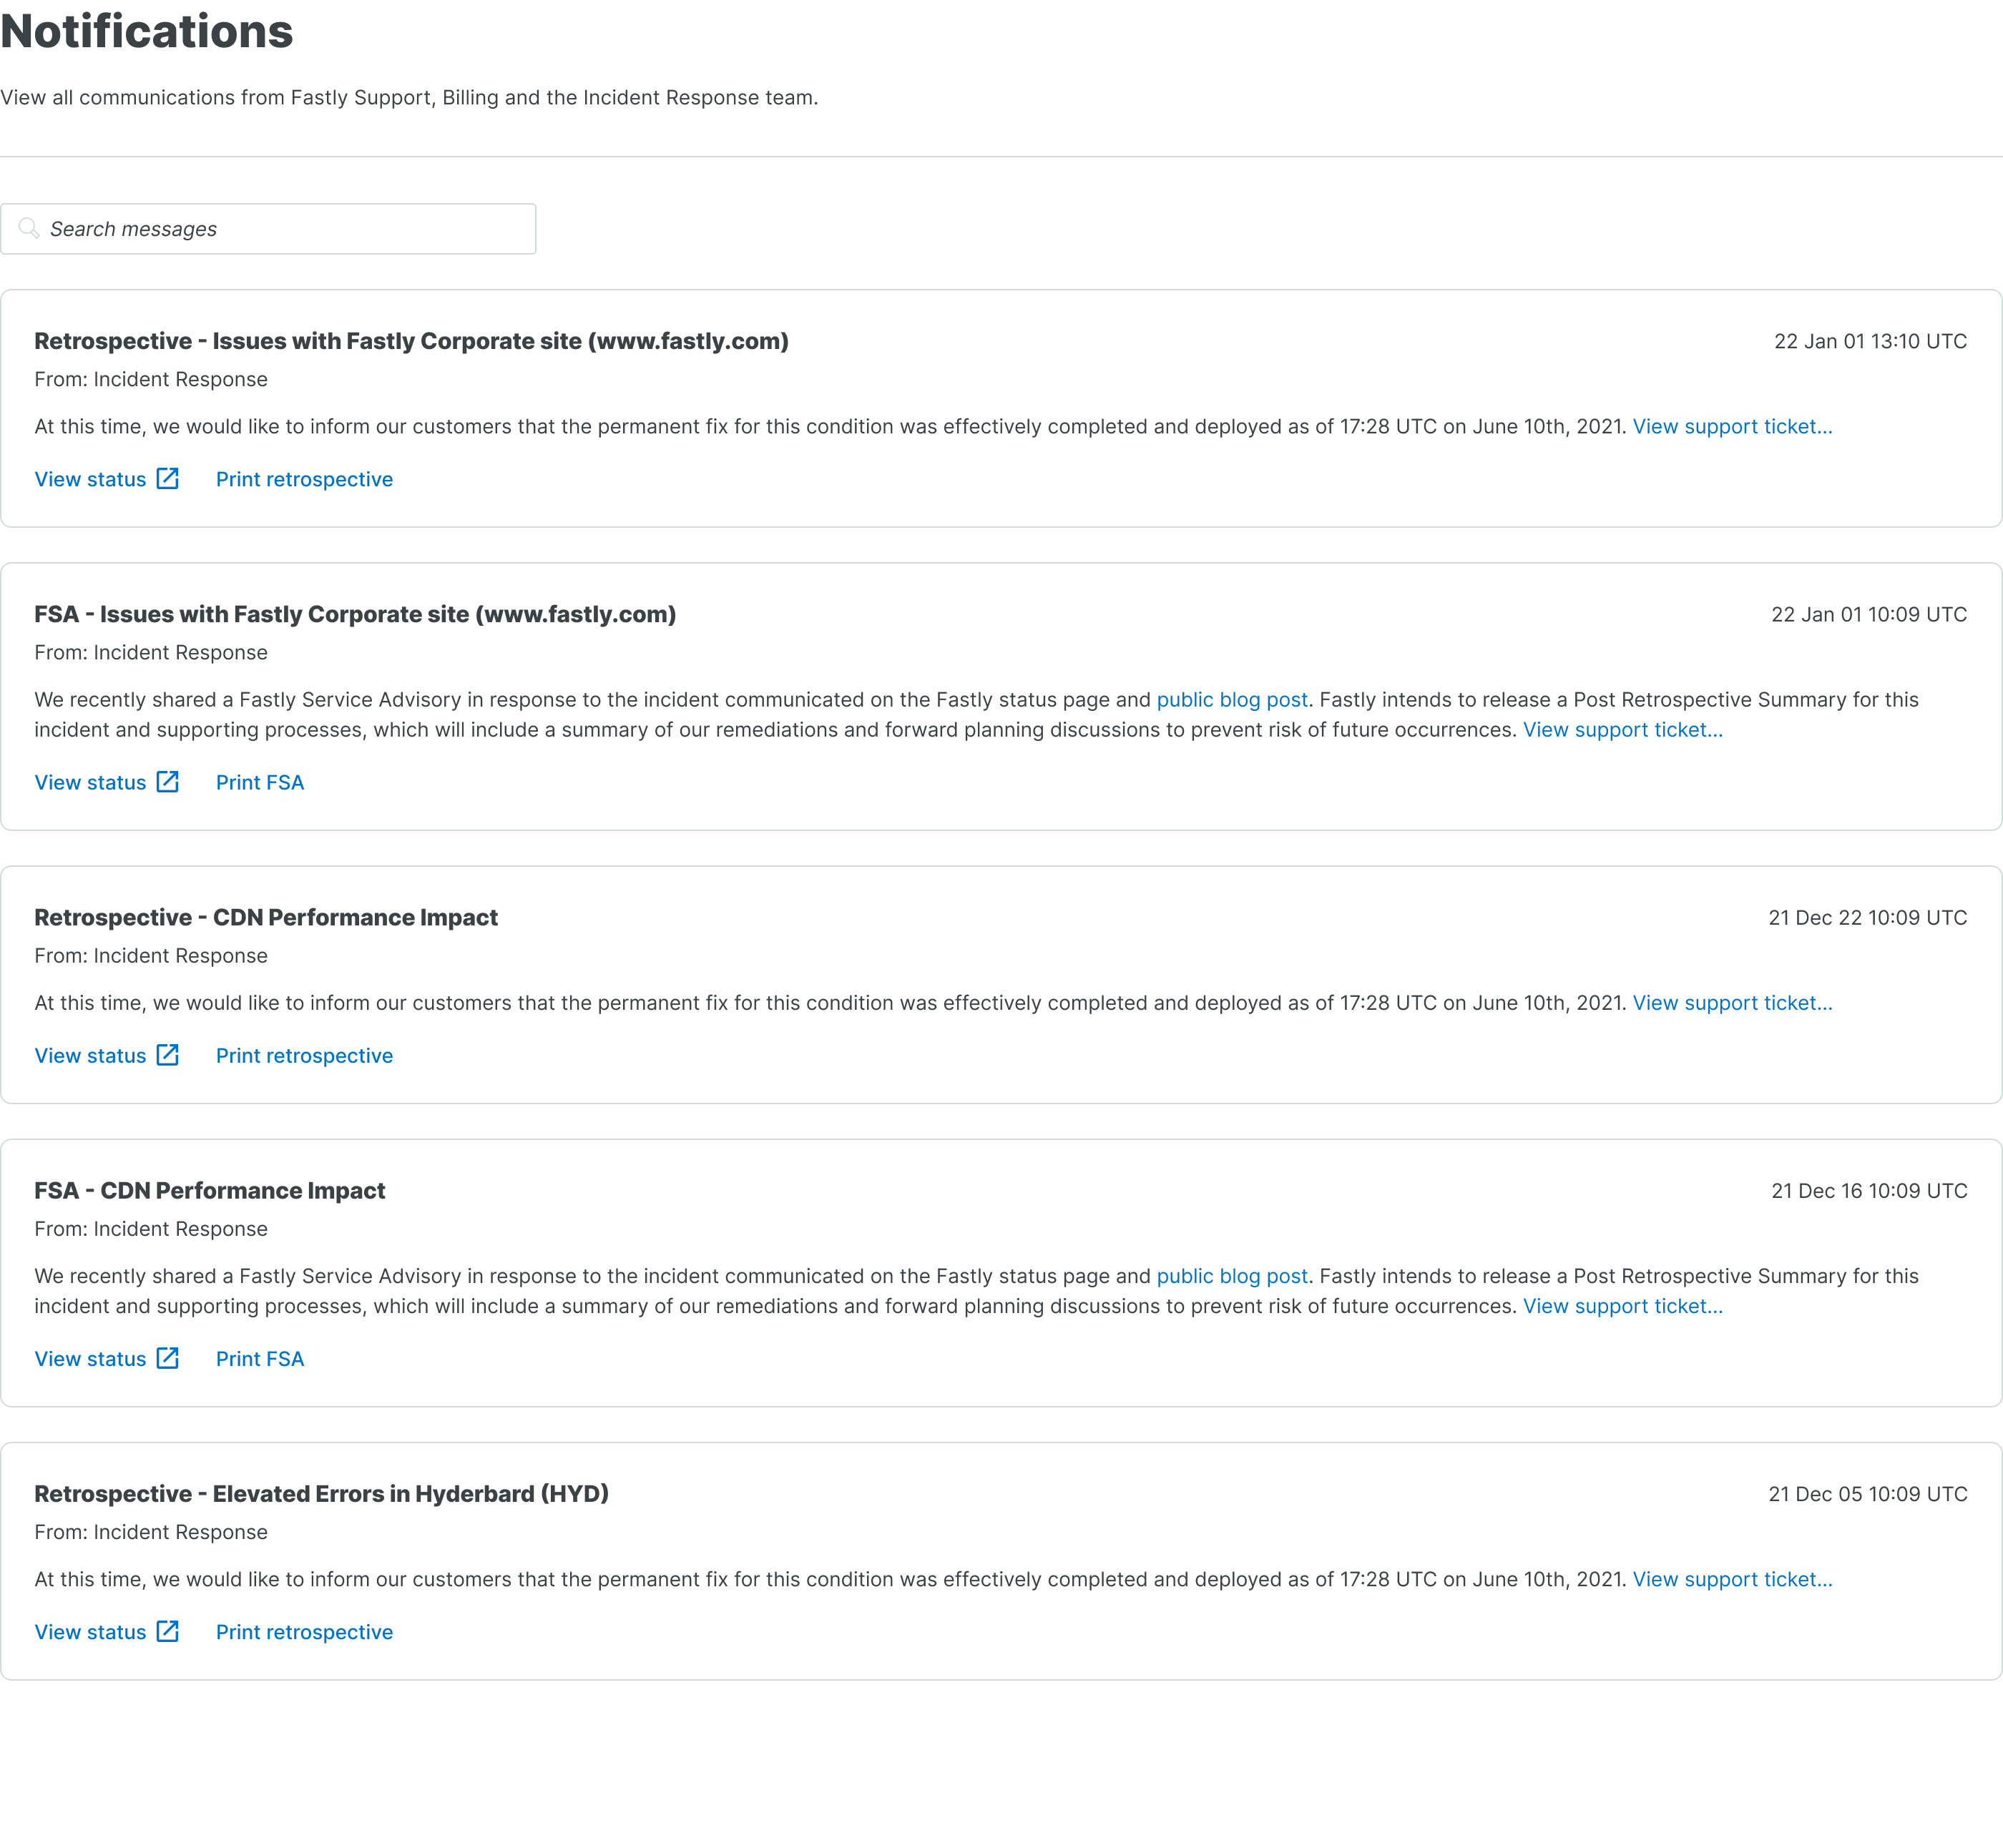 Notifications
View all communications from Fastly Support, Billing and the Incident Response team.
Search messages
Retrospective - Issues with Fastly Corporate site (www.fastly.com)
22 Jan 01 13:10 UTC
From: Incident Response
At this time, we would like to inform our customers that the permanent fix for this condition was effectively completed and deployed as of 17:28 UTC on June 10th, 2021. View support ticket...
View status Print retrospective
FSA - Issues with Fastly Corporate site (www.fastly.com)
22 Jan 01 10:09 UTC
From: Incident Response
We recently shared a Fastly Service Advisory in response to the incident communicated on the Fastly status page and public blog post. Fastly intends to release a Post Retrospective Summary for this
incident and supporting processes, which will include a summary of our remediations and forward planning discussions to prevent risk of future occurrences. View support ticket...
View status Print FSA
Retrospective - CDN Performance Impact
21 Dec 22 10:09 UTC
From: Incident Response
At this time, we would like to inform our customers that the permanent fix for this condition was effectively completed and deployed as of 17:28 UTC on June 10th, 2021. View support ticket...
View status Print retrospective
FSA - CDN Performance Impact
21 Dec 16 10:09 UTC
From: Incident Response
We recently shared a Fastly Service Advisory in response to the incident communicated on the Fastly status page and public blog post. Fastly intends to release a Post Retrospective Summary for this
incident and supporting processes, which will include a summary of our remediations and forward planning discussions to prevent risk of future occurrences. View support ticket...
View status Print FSA
Retrospective - Elevated Errors in Hyderbard (HYD)
21 Dec 05 10:09 UTC
From: Incident Response
At this time, we would like to inform our customers that the permanent fix for this condition was effectively completed and deployed as of 17:28 UTC on June 10th, 2021. View support ticket...
View status Print retrospective